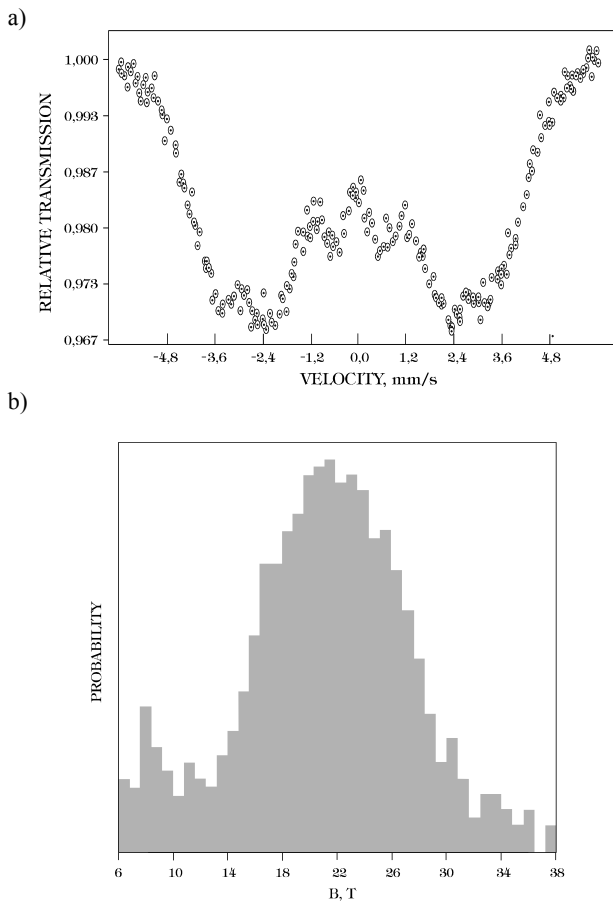 a)
RELATIVE TRANSMISSION
1,000
0,993
0,987
0,980
0,973
0,967
-4,8 -3,6 -2,4 -1,2 0,0 1,2 2,4 3,6 4,8
VELOCITY, mm/s
b)
PROBABILITY
6 10 14 18 22 26 30 34 38
B, T